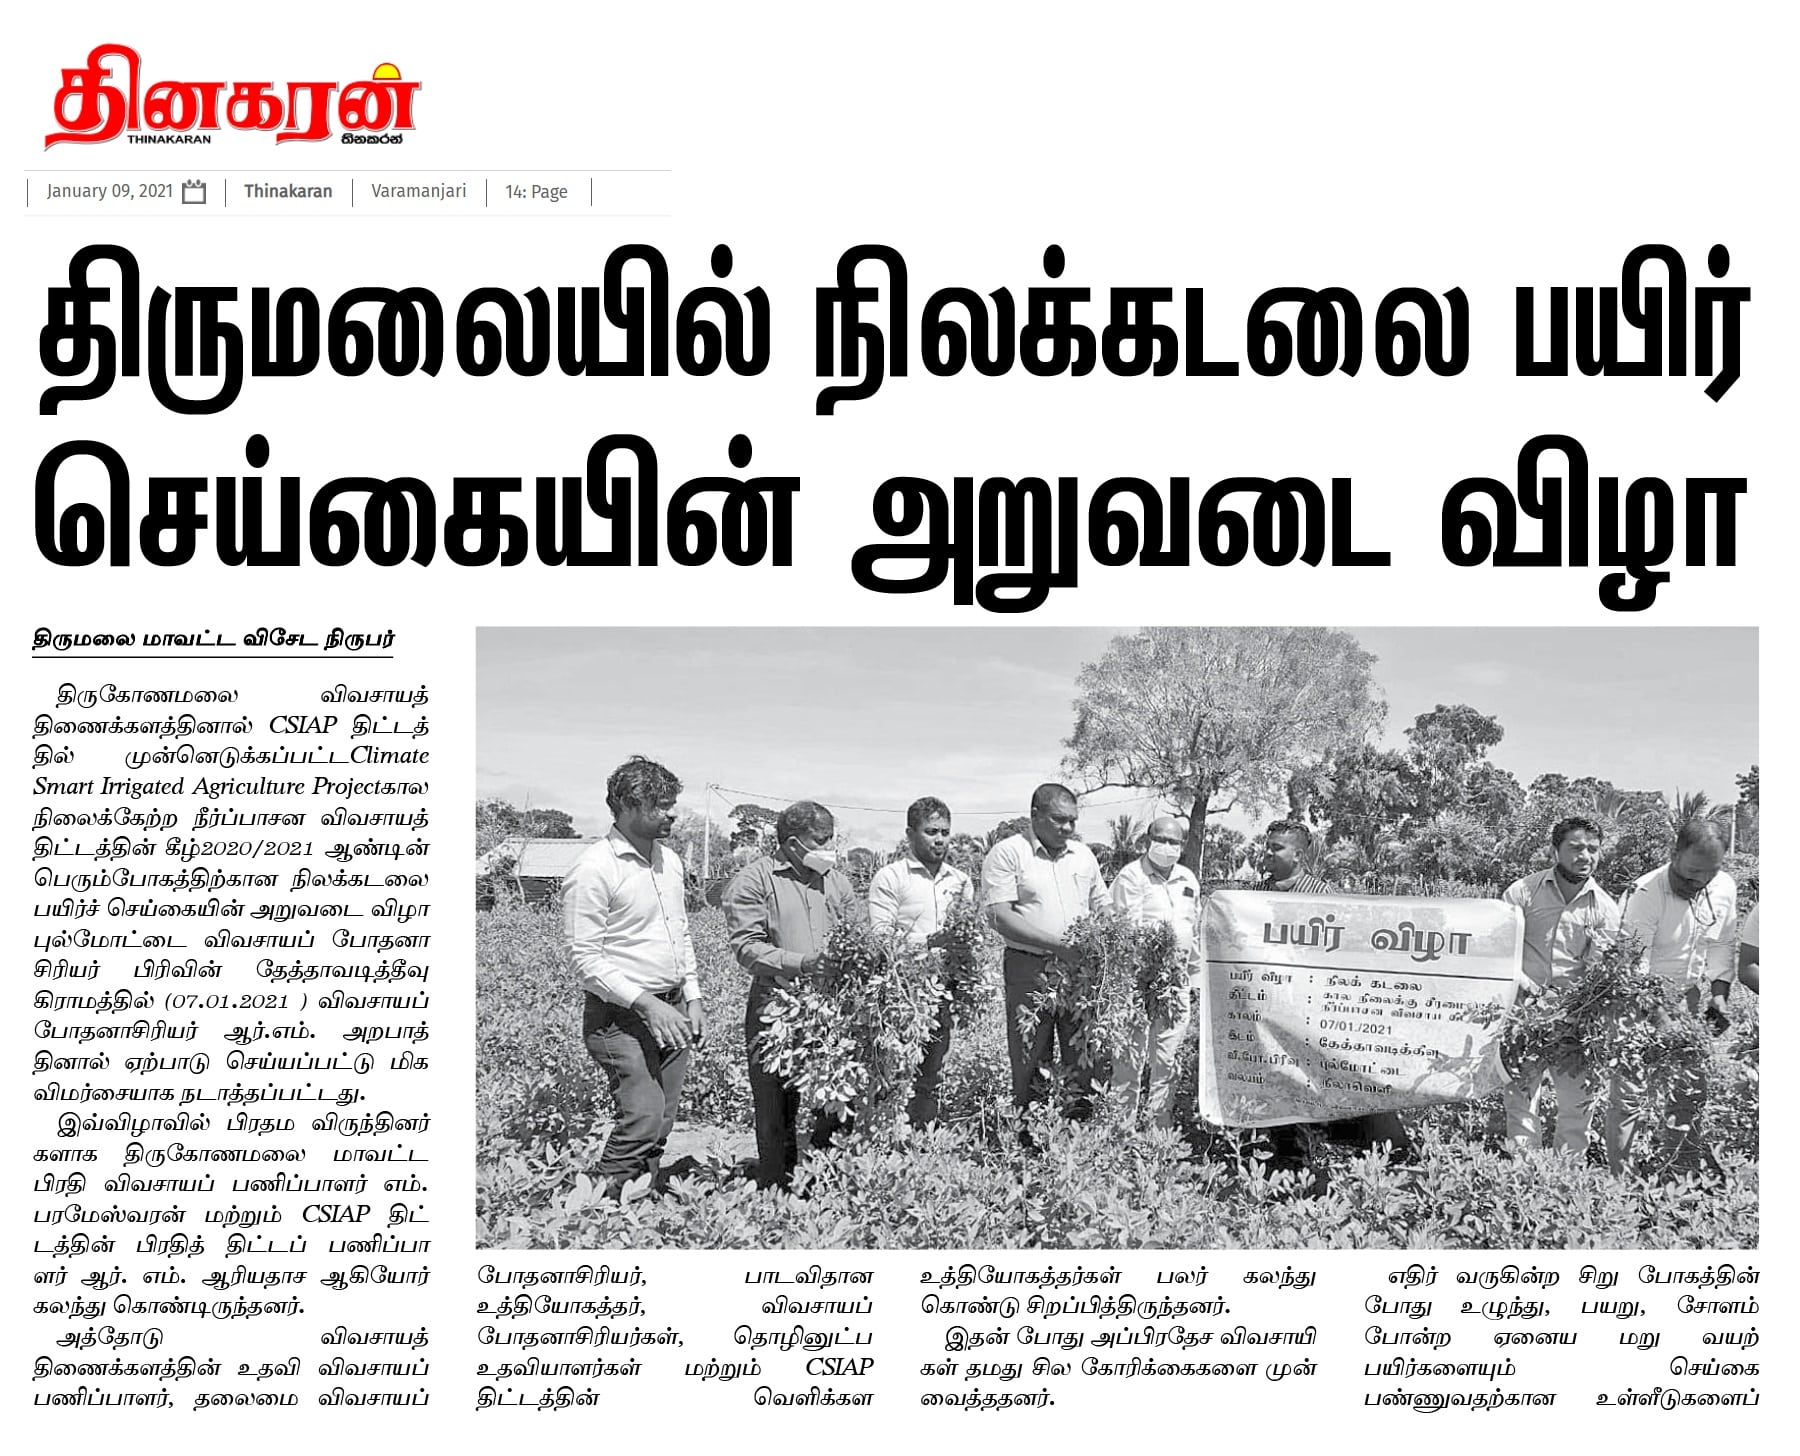 தினகரன்
THINAKARAN
තිනකරන්
January 09, 2021
Thinakaran
Varamanjari
14: Page
திருமலையில் நிலக்கடலை பயிர்
செய்கையின் அறுவடை விழா
திருமலை மாவட்ட விசேட நிருபர்
திருகோணமலை விவசாயத்
திணைக்களத்தினால் CSIAP திட்டத்
தில் முன்னெடுக்கப்பட்டClimate
Smart Irrigated Agriculture Projectகால
நிலைக்கேற்ற நீர்ப்பாசன விவசாயத்
திட்டத்தின் கீழ்2020/2021 ஆண்டின்
பெரும்போகத்திற்கான நிலக்கடலை
பயிர்ச் செய்கையின் அறுவடை விழா
புல்மோட்டை விவசாயப் போதனா
சிரியர் பிரிவின் தேத்தாவடித்தீவு
கிராமத்தில் (07.01.2021 ) விவசாயப்
போதனாசிரியர் ஆர்.எம். அறபாத்
தினால் ஏற்பாடு செய்யப்பட்டு மிக
விமர்சையாக நடாத்தப்பட்டது.
இவ்விழாவில் பிரதம விருந்தினர்
களாக திருகோணமலை மாவட்ட
பிரதி விவசாயப் பணிப்பாளர் எம்.
பரமேஸ்வரன் மற்றும் CSIAP திட்
டத்தின் பிரதித் திட்டப் பணிப்பா
ளர் ஆர். எம். ஆரியதாச ஆகியோர்
கலந்து கொண்டிருந்தனர்.
அத்தோடு விவசாயத்
திணைக்களத்தின் உதவி விவசாயப்
பணிப்பாளர், தலைமை விவசாயப்
பயிர் விழா
பயிர் விழா : நிலக் கடலை
திட்டம் : கால நிலைக்கு சீரமைவான
நீர்ப்பாசன விவசாய
காலம் : 07/01./2021
இடம் : தேத்தாவடித்தீவு
வி.போ.பிரிவு : புல்மோட்டை
வலயம் : நிலாவெளி
போதனாசிரியர், பாடவிதான
உத்தியோகத்தர், விவசாயப்
போதனாசிரியர்கள், தொழினுட்ப
உதவியாளர்கள் மற்றும் CSIAP
திட்டத்தின் வெளிக்கள
உத்தியோகத்தர்கள் பலர் கலந்து
கொண்டு சிறப்பித்திருந்தனர்.
இதன் போது அப்பிரதேச விவசாயி
கள் தமது சில கோரிக்கைகளை முன்
வைத்ததனர்.
எதிர் வருகின்ற சிறு போகத்தின்
போது உழுந்து, பயறு, சோளம்
போன்ற ஏனைய மறு வயற்
பயிர்களையும் செய்கை
பண்ணுவதற்கான உள்ளீடுகளைப்